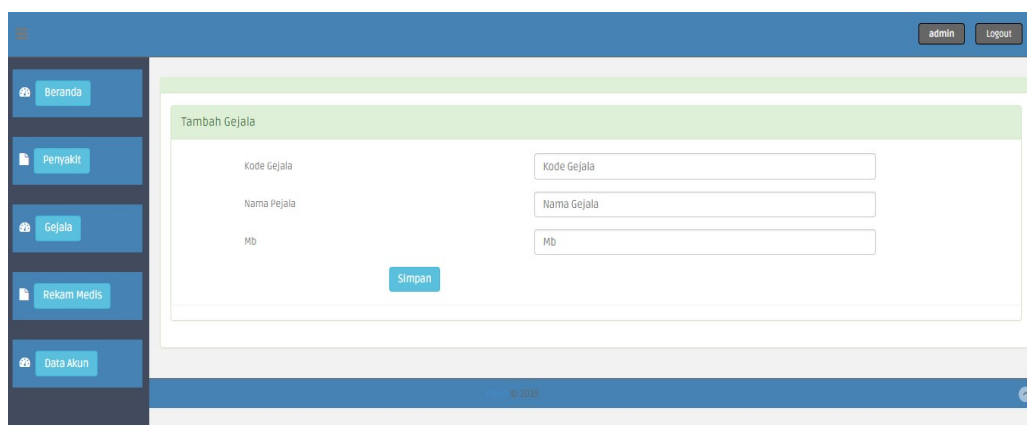 admin Logout
Beranda
Penyakit
Gejala
Rekam Medis
Data Akun
Tambah Gejala
Kode Gejala Kode Gejala
Nama Pejala Nama Gejala
Mb Mb
Simpan
© 2019